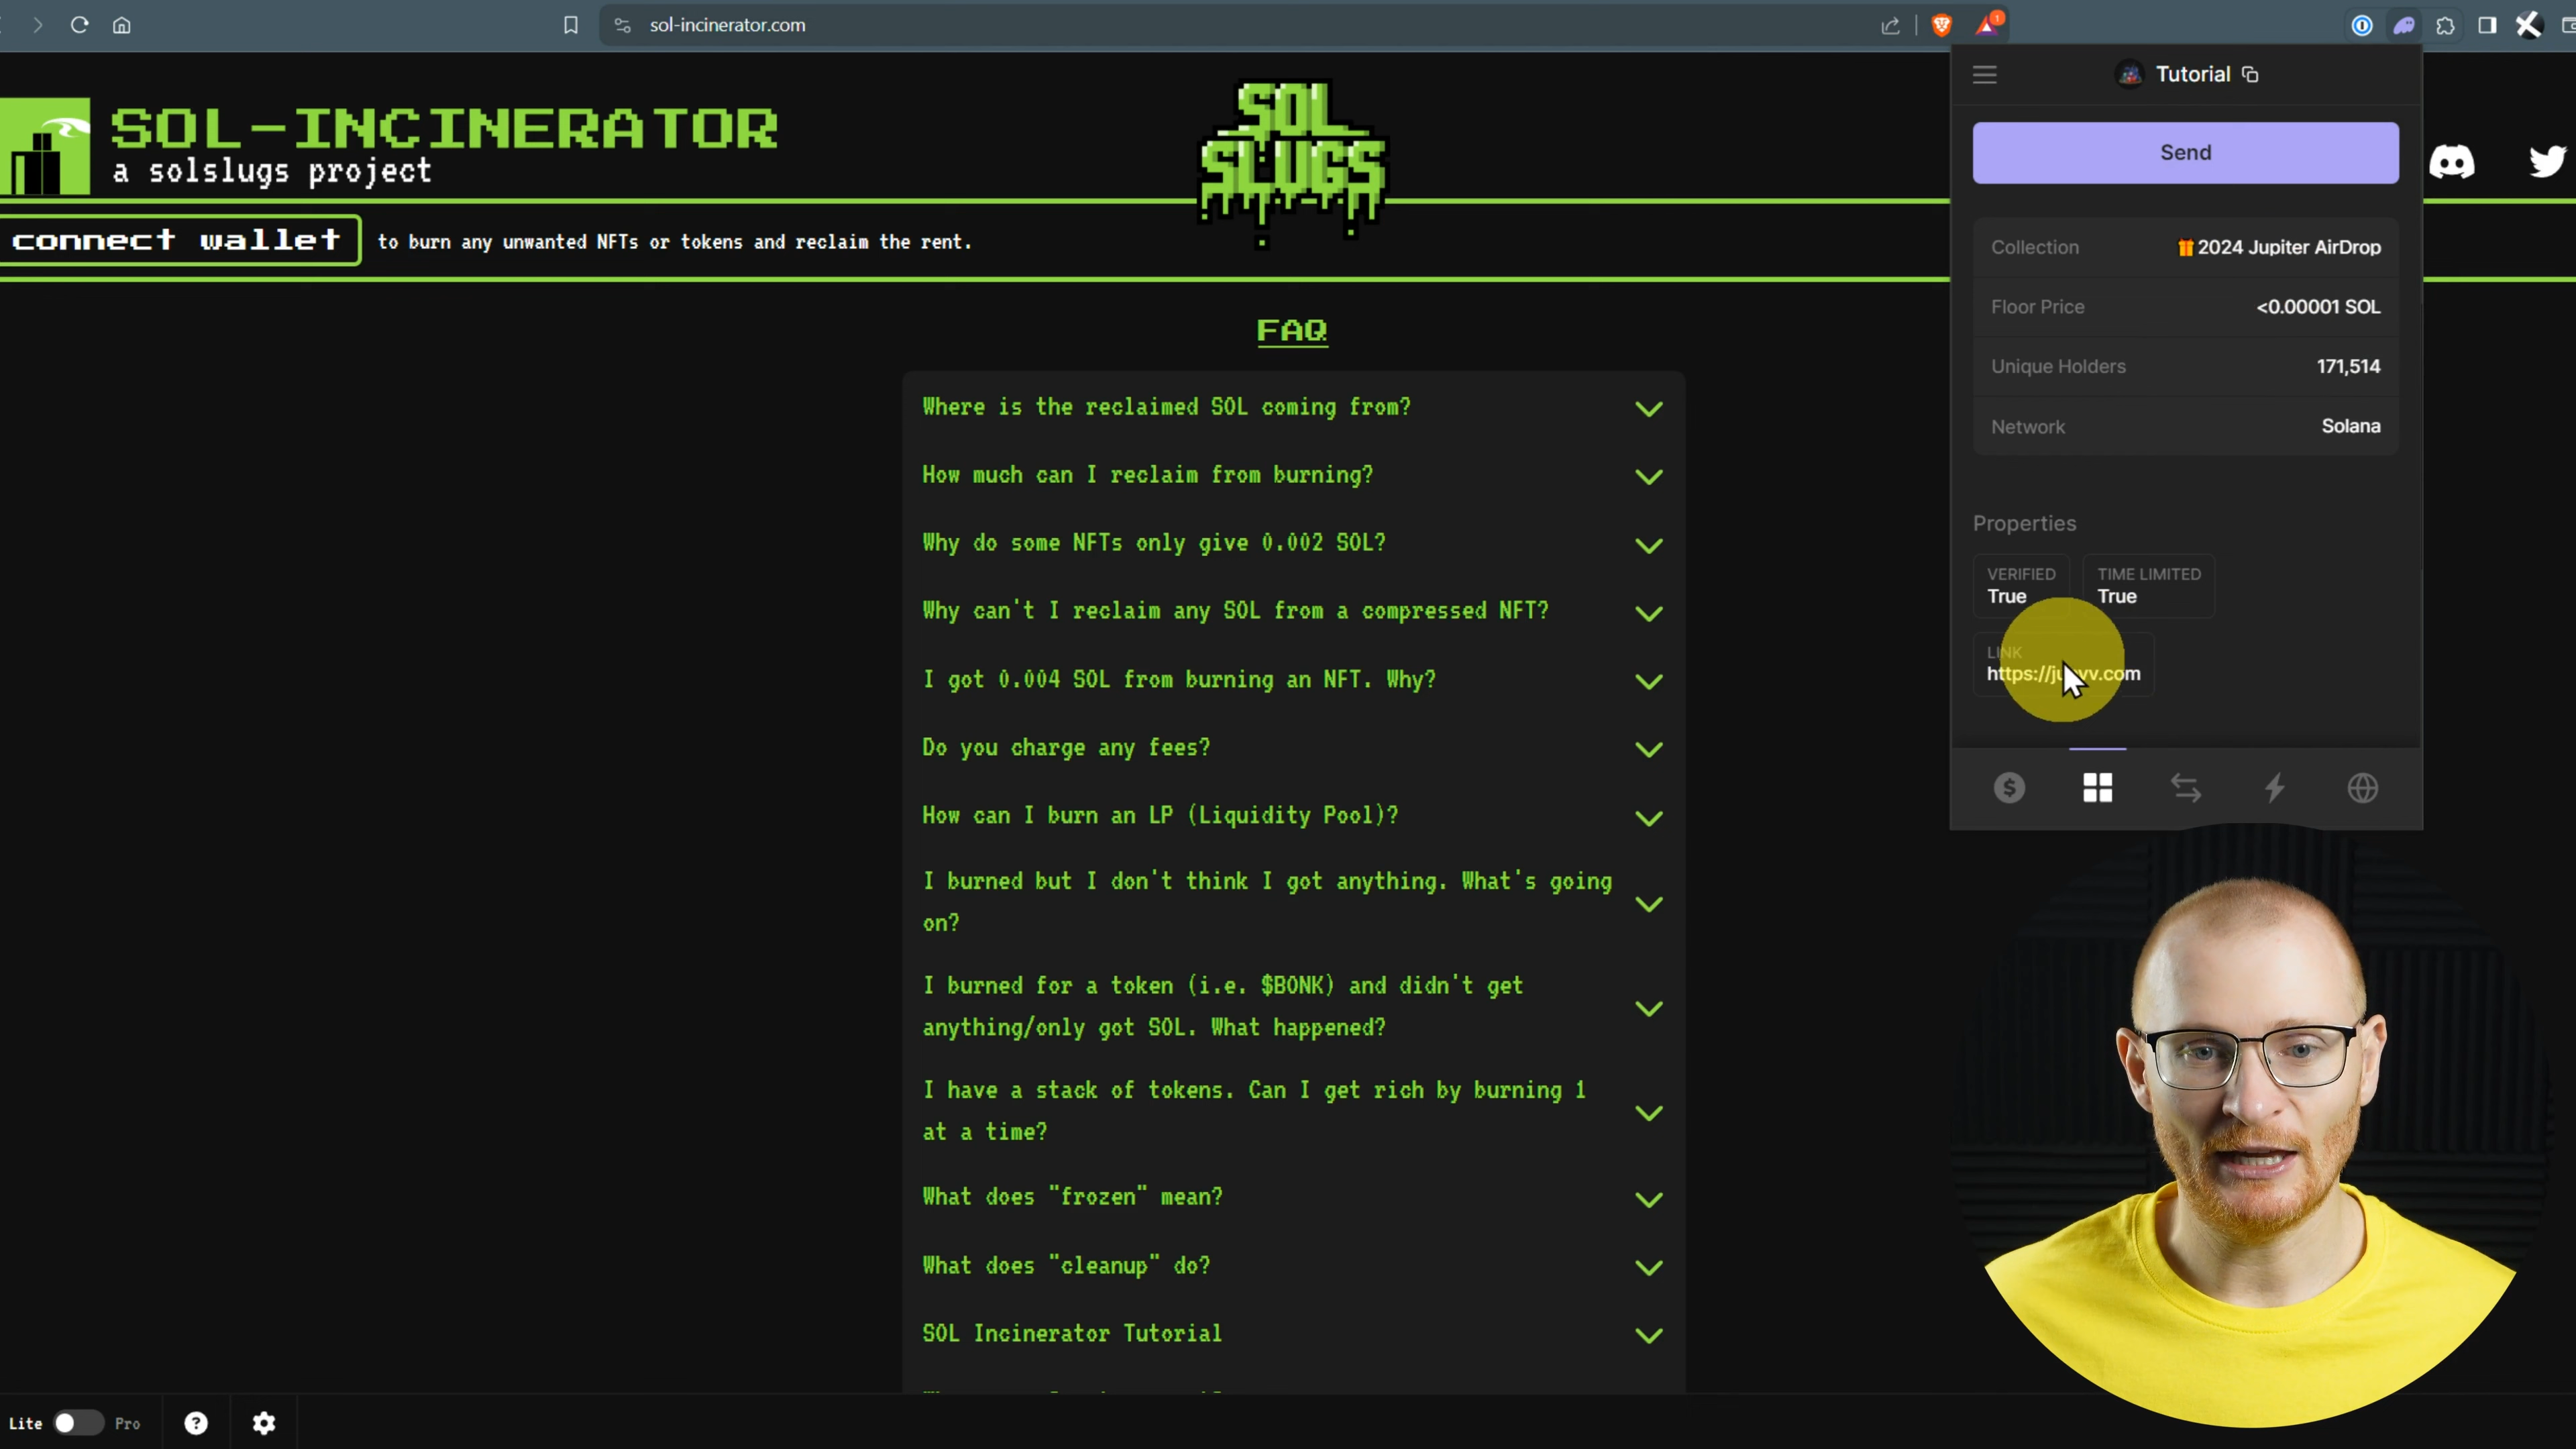 sol-incinerator.com
1
SOL-INCINERATOR
a solslugs project
SOL
SLUGS
connect wallet
to burn any unwanted NFTs or tokens and reclaim the rent.
FAQ
Where is the reclaimed SOL coming from?
How much can I reclaim from burning?
Why do some NFTs only give 0.002 SOL?
Why can't I reclaim any SOL from a compressed NFT?
I got 0.004 SOL from burning an NFT. Why?
Do you charge any fees?
How can I burn an LP (Liquidity Pool)?
I burned but I don't think I got anything. What's going
on?
I burned for a token (i.e. $BONK) and didn't get
anything/only got SOL. What happened?
I have a stack of tokens. Can I get rich by burning 1
at a time?
What does "frozen" mean?
What does "cleanup" do?
SOL Incinerator Tutorial
Lite
Pro
Tutorial
Send
Collection
2024 Jupiter AirDrop
Floor Price
<0.00001 SOL
Unique Holders
171,514
Network
Solana
Properties
VERIFIED
True
TIME LIMITED
True
LINK